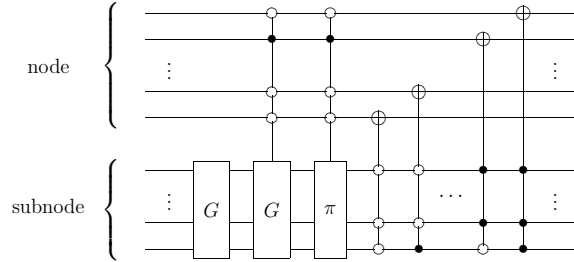 node
⋮ ⋮
⋮ G G π ⋯ ⋮
subnode